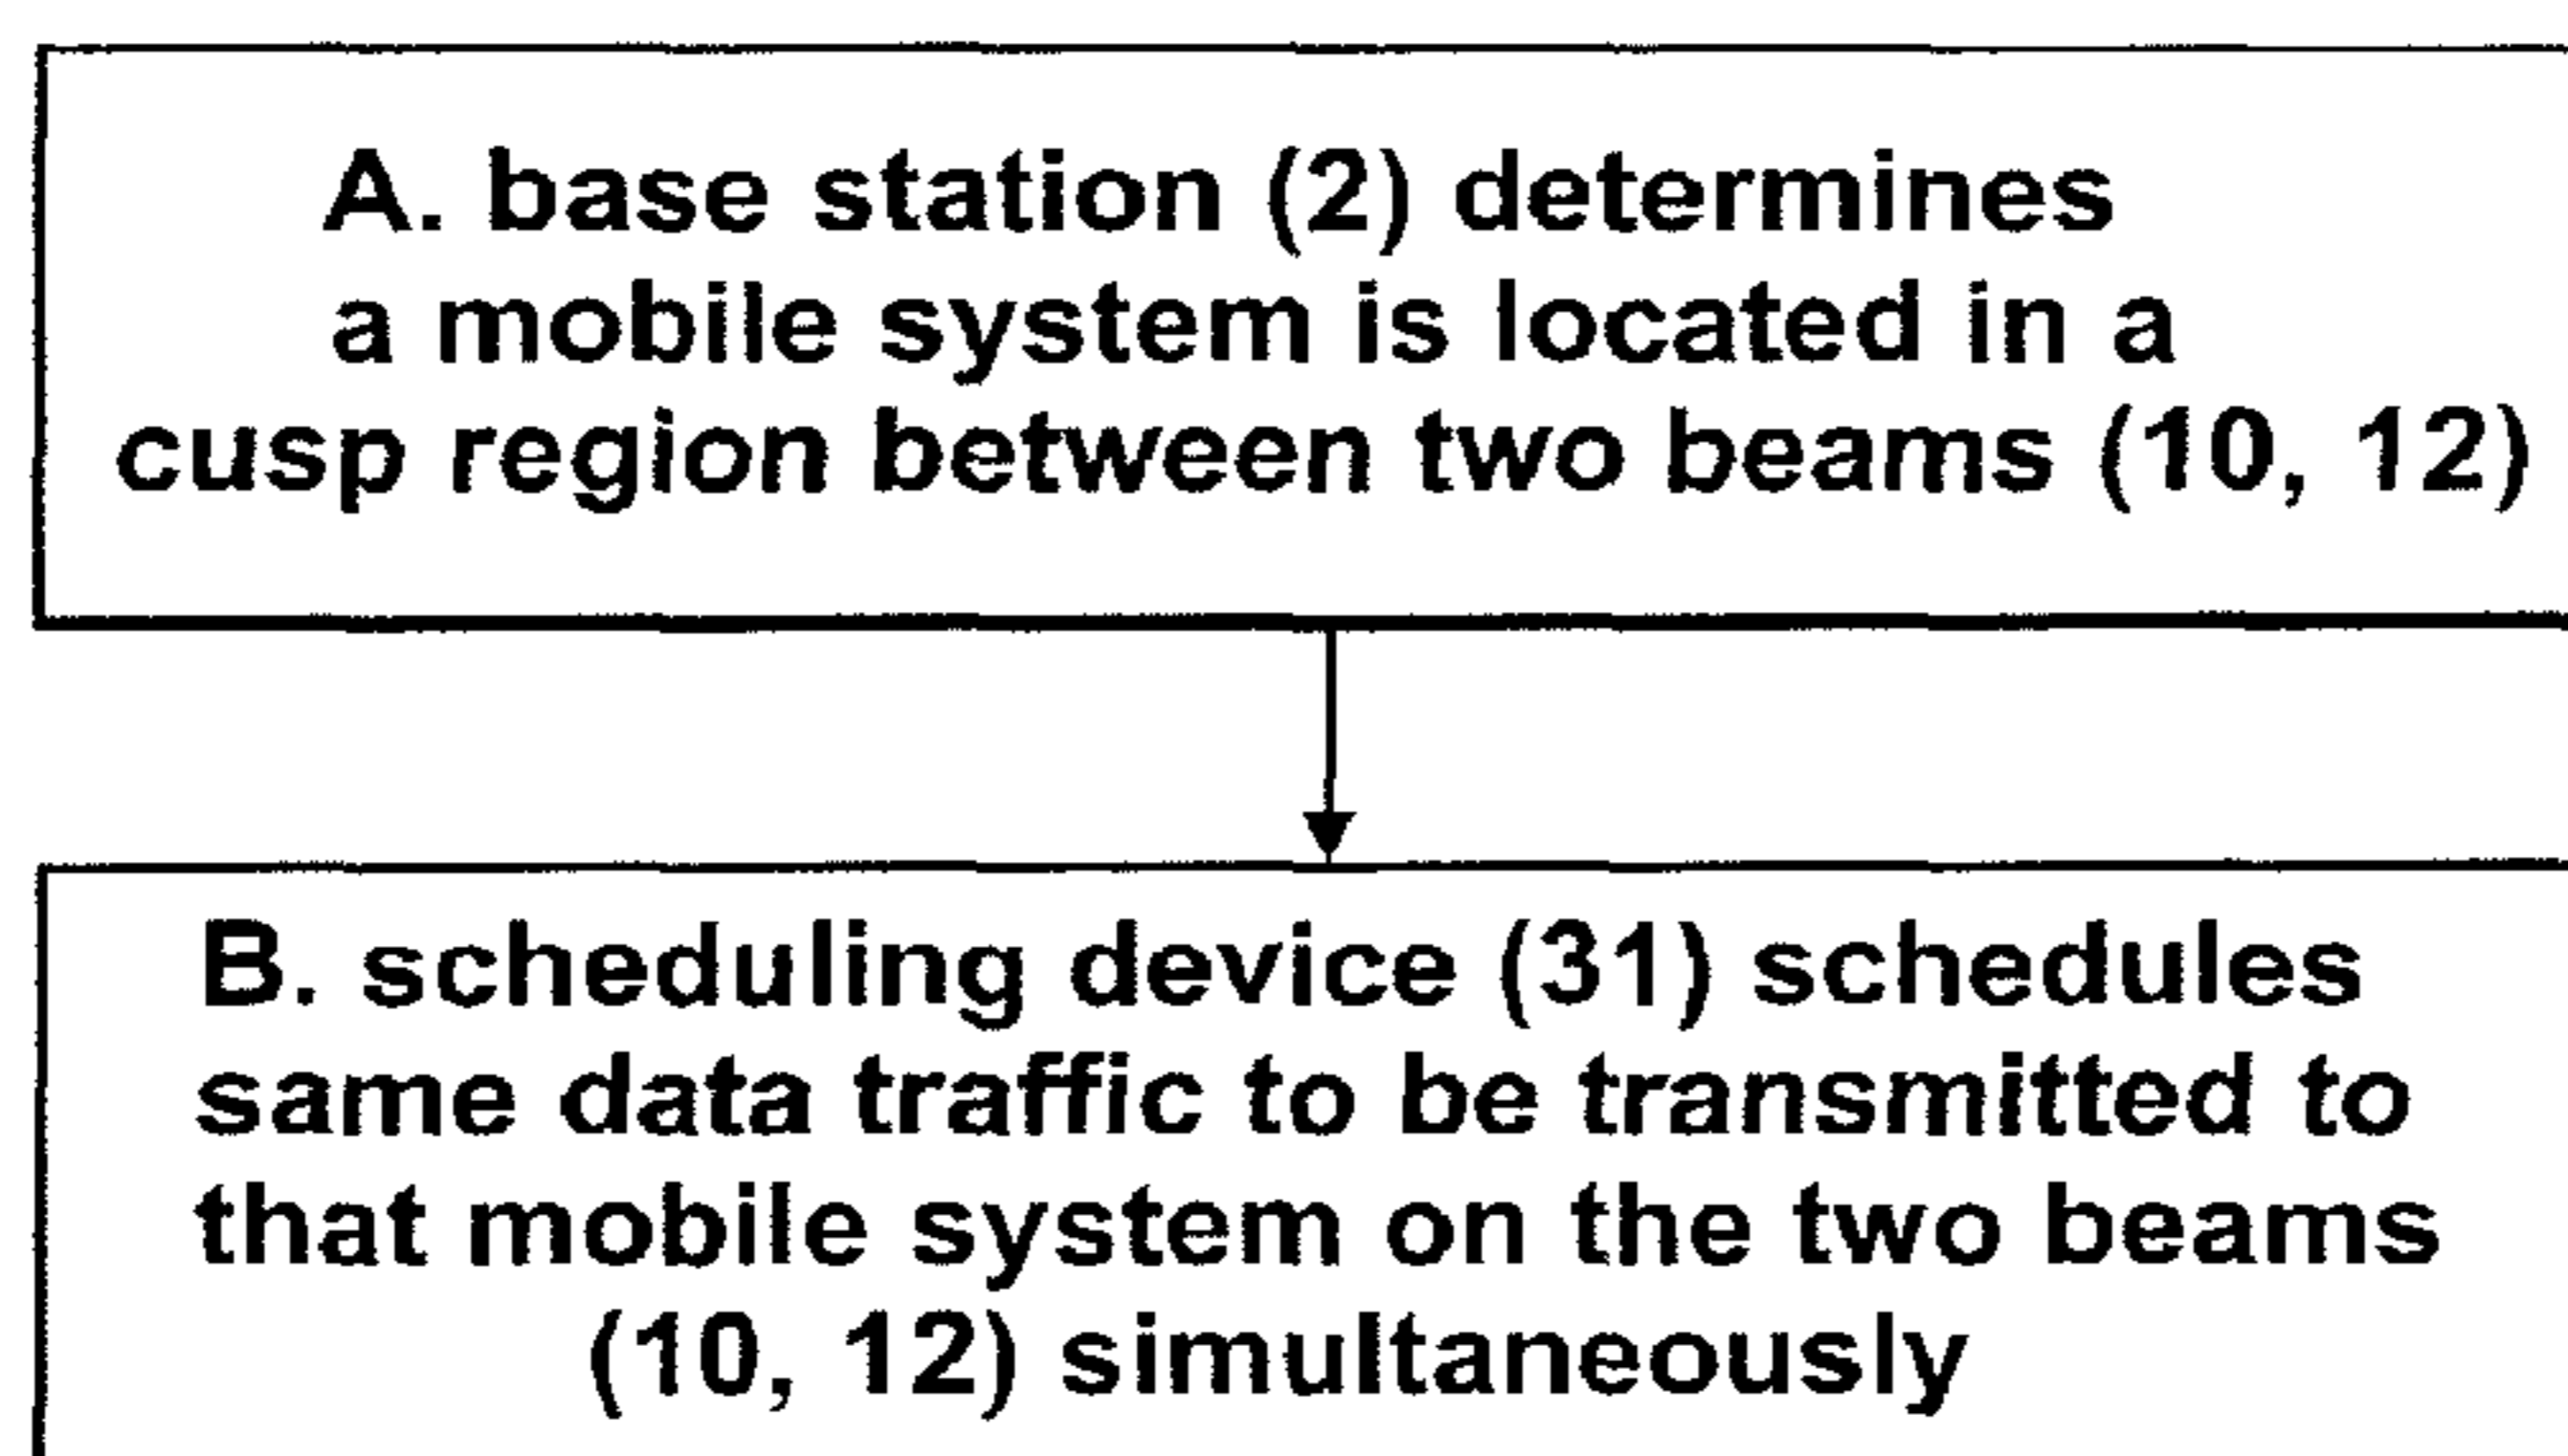 A. base station (2) determines
a mobile system is located in a
cusp region between two beams (10, 12)
B. scheduling device (31) schedules
same data traffic to be transmitted to
that mobile system on the two beams
(10, 12) simultaneously